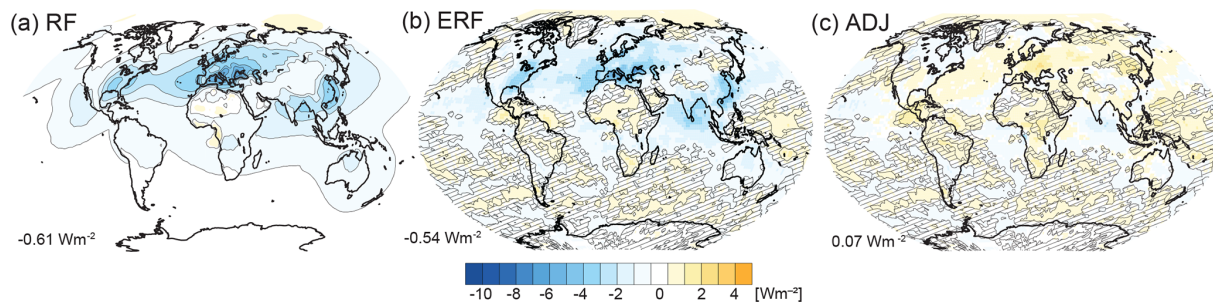 (a) RF
(b) ERF
(c) ADJ
-0.61 Wm⁻²
-0.54 Wm⁻²
0.07 Wm⁻²
-10 -8 -6 -4 -2 0 2 4 [Wm⁻²]